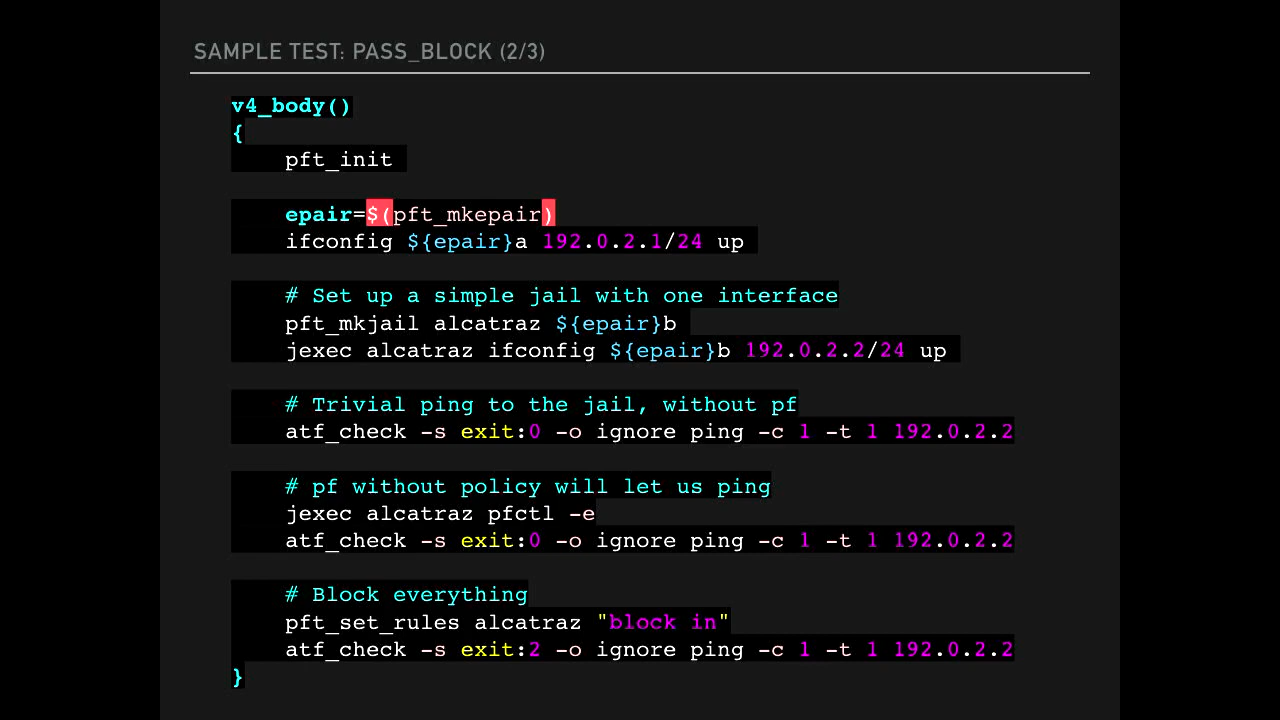 SAMPLE TEST: PASS_BLOCK (2/3)
v4_body()
{
pft_init
epair=$(pft_mkepair)
ifconfig ${epair}a 192.0.2.1/24 up
# Set up a simple jail with one interface
pft_mkjail alcatraz ${epair}b
jexec alcatraz ifconfig ${epair}b 192.0.2.2/24 up
# Trivial ping to the jail, without pf
atf_check -s exit:0 -o ignore ping -c 1 -t 1 192.0.2.2
# pf without policy will let us ping
jexec alcatraz pfctl -e
atf_check -s exit:0 -o ignore ping -c 1 -t 1 192.0.2.2
# Block everything
pft_set_rules alcatraz "block in"
atf_check -s exit:2 -o ignore ping -c 1 -t 1 192.0.2.2
}